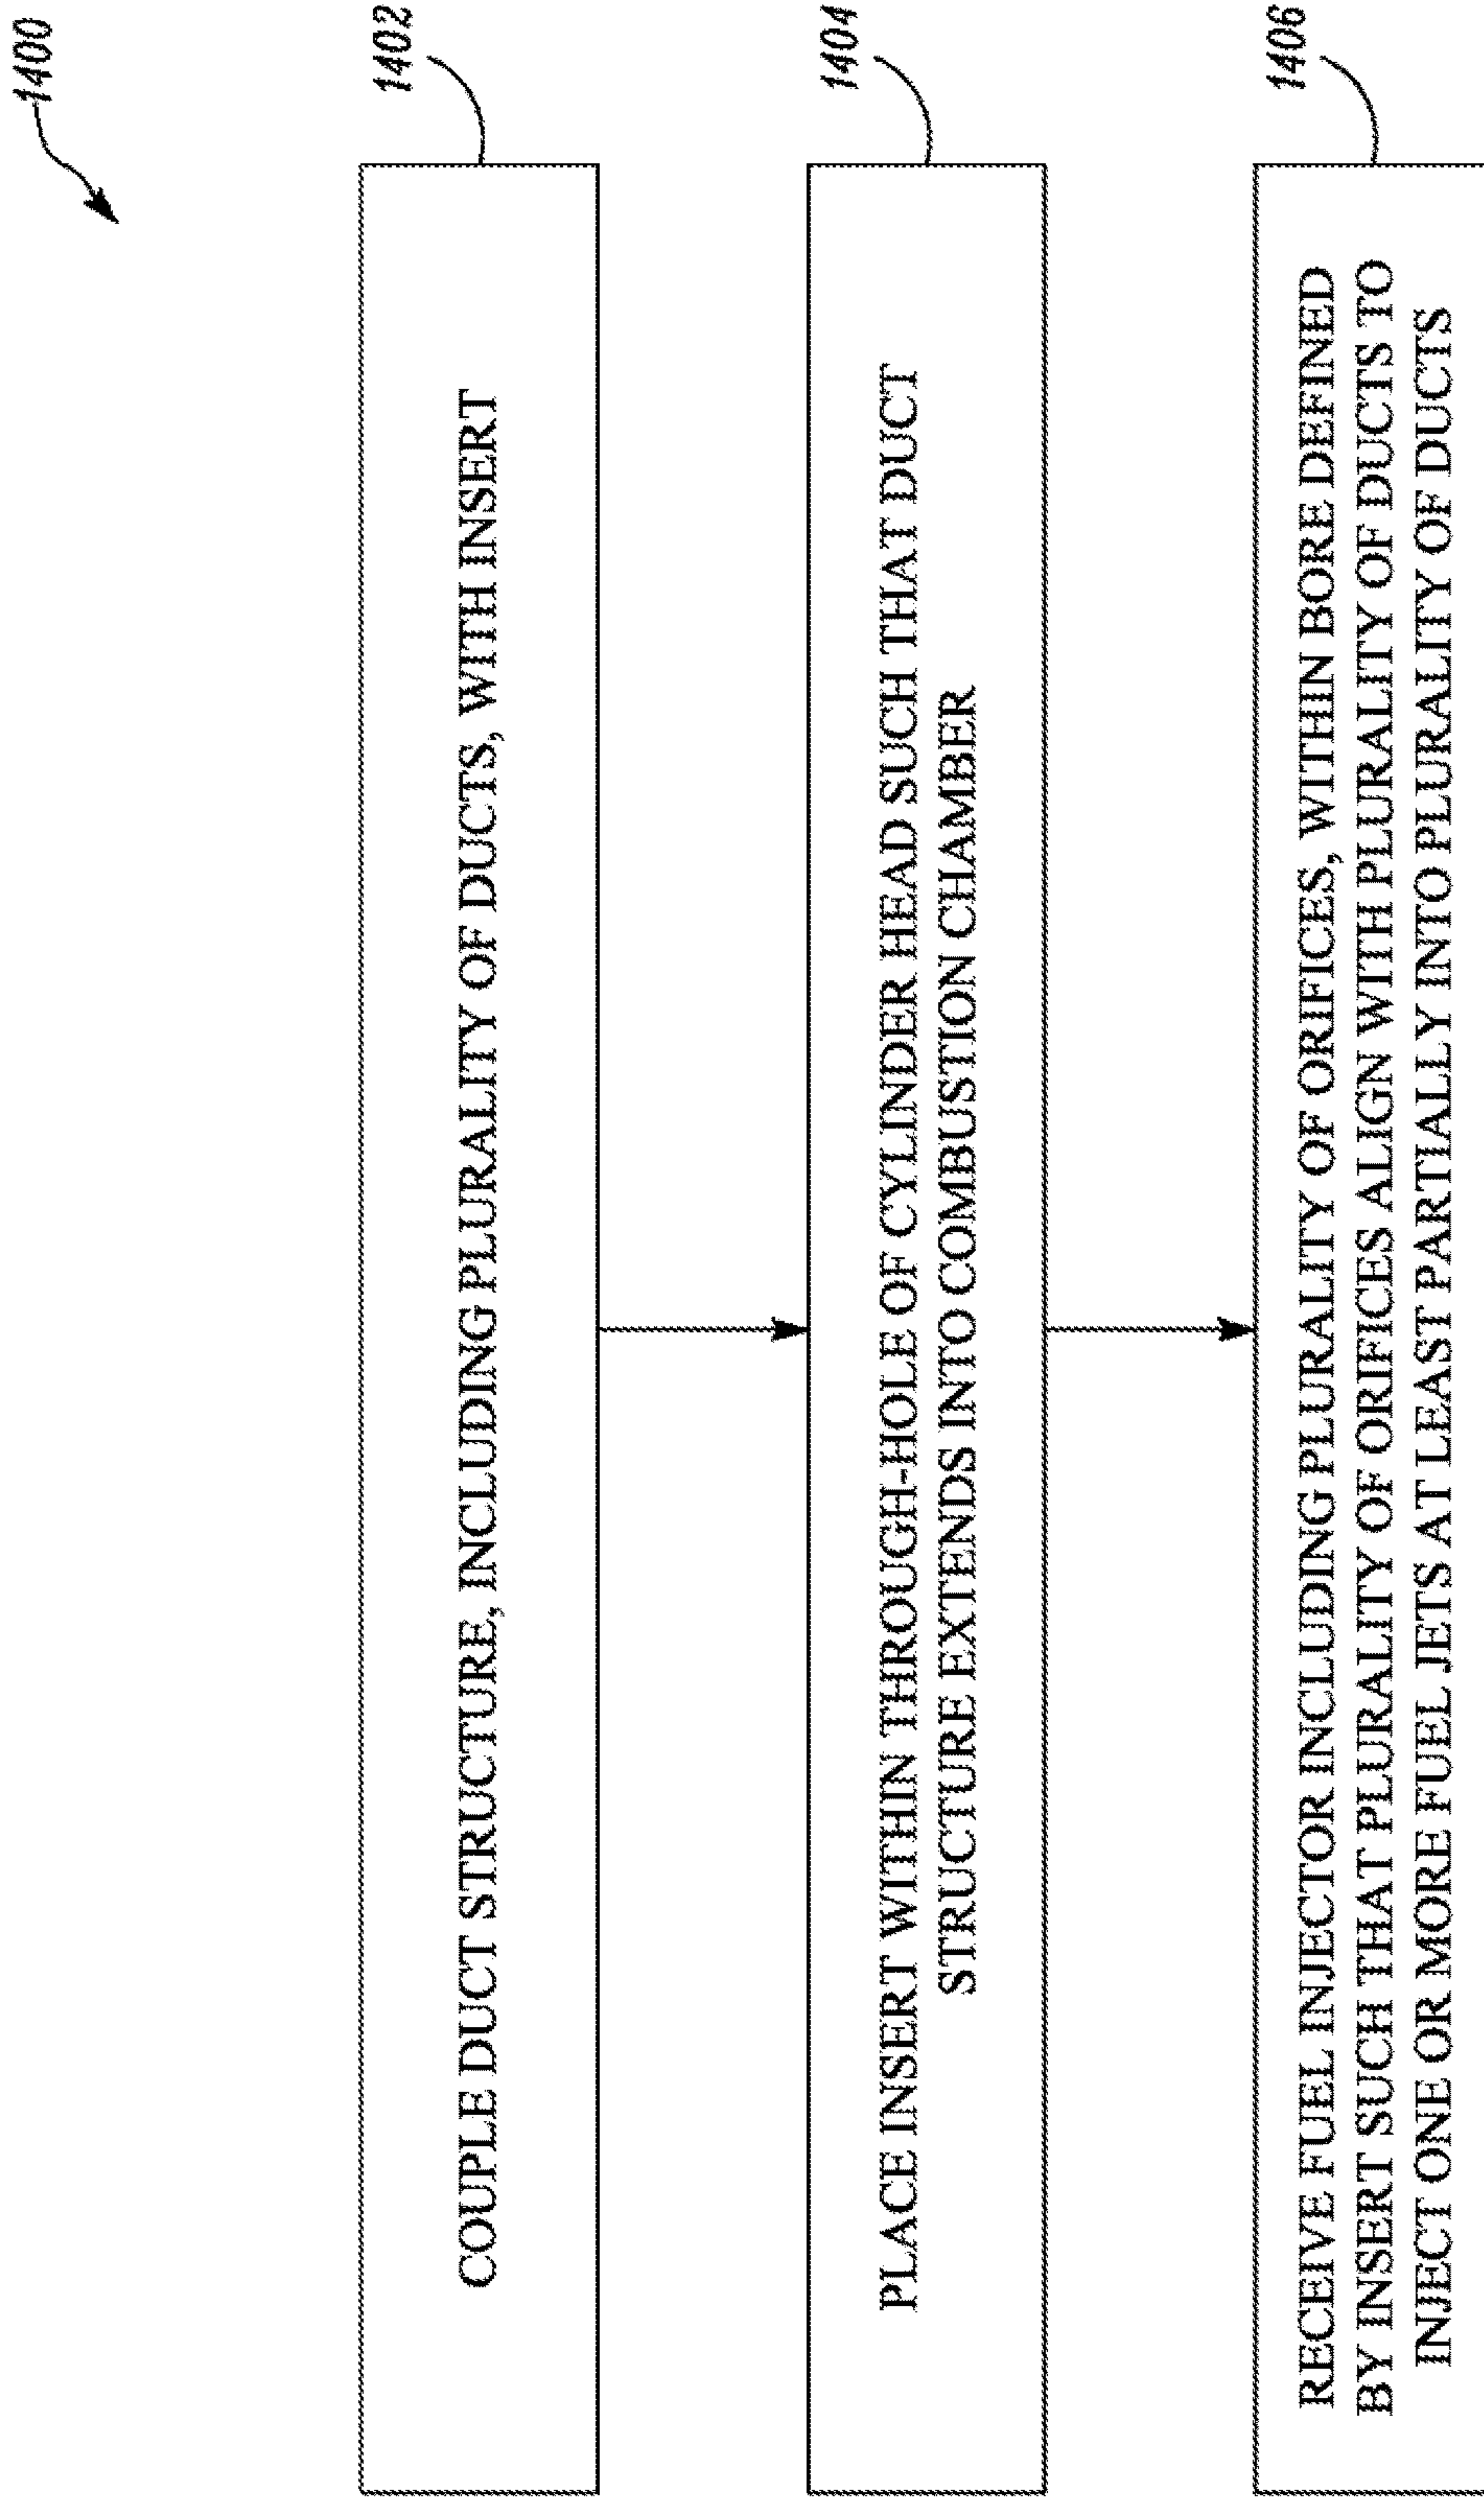 1400
1402
COUPLE DUCT STRUCTURE, INCLUDING PLURALITY OF DUCTS, WITH INSERT
1404
PLACE INSERT WITHIN THROUGH-HOLE OF CYLINDER HEAD SUCH THAT DUCT
STRUCTURE EXTENDS INTO COMBUSTION CHAMBER
1406
RECEIVE FUEL INJECTOR INCLUDING PLURALITY OF ORIFICES, WITHIN BORE DEFINED
BY INSERT SUCH THAT PLURALITY OF ORIFICES ALIGN WITH PLURALITY OF DUCTS TO
INJECT ONE OR MORE FUEL JETS AT LEAST PARTIALLY INTO PLURALITY OF DUCTS